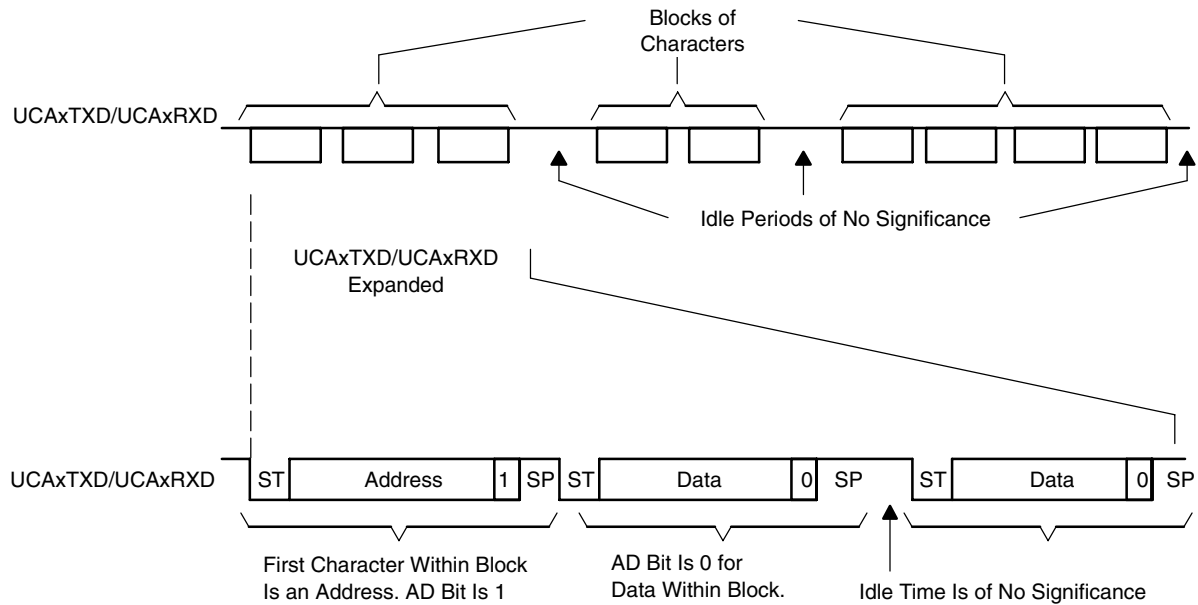 Blocks of
Characters
UCAxTXD/UCAxRXD
Idle Periods of No Significance
UCAxTXD/UCAxRXD
Expanded
UCAxTXD/UCAxRXD
ST Address 1 SP ST Data 0 SP ST Data 0 SP
First Character Within Block
Is an Address. AD Bit Is 1
AD Bit Is 0 for
Data Within Block.
Idle Time Is of No Significance